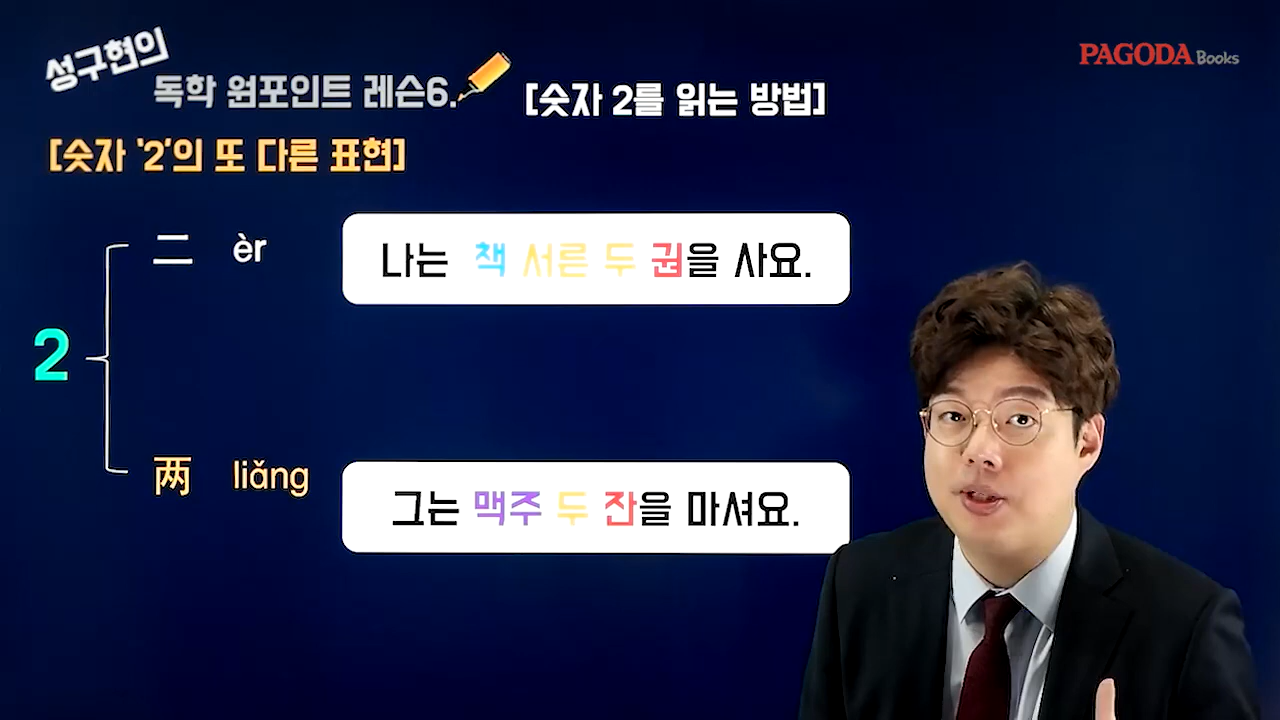 성구현의
독학 원포인트 레슨6.
[숫자 2를 읽는 방법]
PAGODA Books
[숫자 '2'의 또 다른 표현]
二 èr
나는 책 서른 두 권을 사요.
2
两 liǎng
그는 맥주 두 잔을 마셔요.